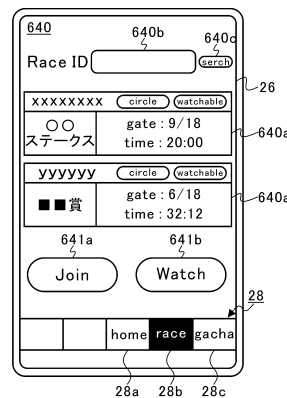 640
640b
640c
Race ID
serch
26
xxxxxxxx
circle
watchable
○○
ステークス
gate : 9/18
time : 20:00
640a
yyyyyy
circle
watchable
■■賞
gate : 6/18
time : 32:12
640a
641a
641b
Join
Watch
28
home
race
gacha
28a
28b
28c